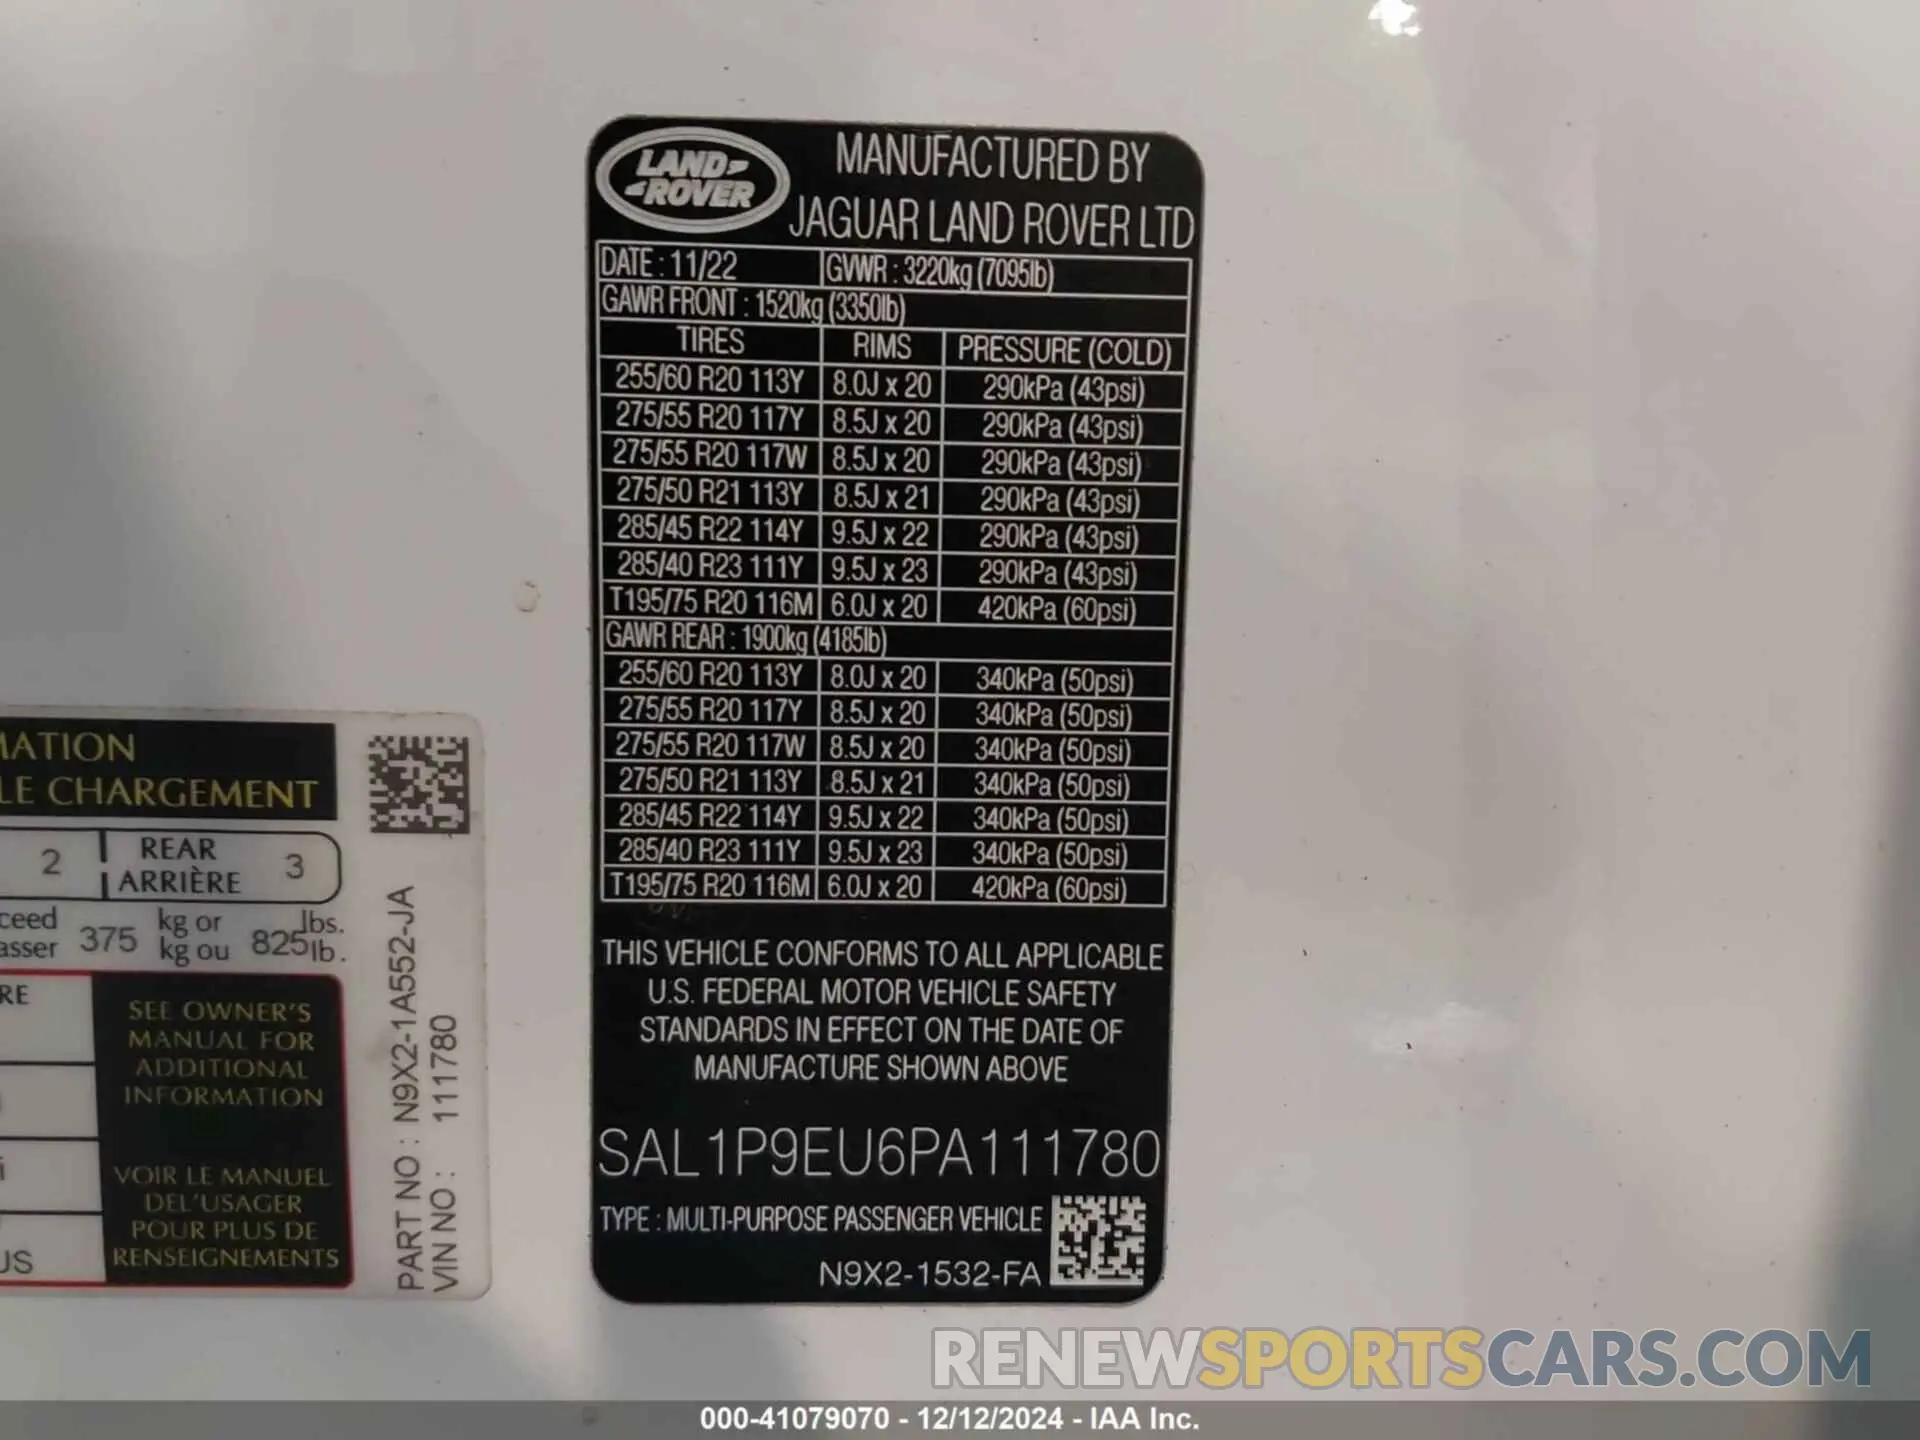 LAND
ROVER
MANUFACTURED BY
JAGUAR LAND ROVER LTD
DATE : 11/22 GVWR : 3220kg (7095lb)
GAWR FRONT : 1520kg (3350lb)
TIRES RIMS PRESSURE (COLD)
255/60 R20 113Y 8.0J x 20 290kPa (43psi)
275/55 R20 117Y 8.5J x 20 290kPa (43psi)
275/55 R20 117W 8.5J x 20 290kPa (43psi)
275/50 R21 113Y 8.5J x 21 290kPa (43psi)
285/45 R22 114Y 9.5J x 22 290kPa (43psi)
285/40 R23 111Y 9.5J x 23 290kPa (43psi)
T195/75 R20 116M 6.0J x 20 420kPa (60psi)
GAWR REAR : 1900kg (4185lb)
255/60 R20 113Y 8.0J x 20 340kPa (50psi)
275/55 R20 117Y 8.5J x 20 340kPa (50psi)
275/55 R20 117W 8.5J x 20 340kPa (50psi)
275/50 R21 113Y 8.5J x 21 340kPa (50psi)
285/45 R22 114Y 9.5J x 22 340kPa (50psi)
285/40 R23 111Y 9.5J x 23 340kPa (50psi)
T195/75 R20 116M 6.0J x 20 420kPa (60psi)
THIS VEHICLE CONFORMS TO ALL APPLICABLE
U.S. FEDERAL MOTOR VEHICLE SAFETY
STANDARDS IN EFFECT ON THE DATE OF
MANUFACTURE SHOWN ABOVE
SAL1P9EU6PA111780
TYPE : MULTI-PURPOSE PASSENGER VEHICLE
N9X2-1532-FA
MATION
LE CHARGEMENT
2 REAR 3
ARRIÈRE
ceed 375 kg or 825 lbs.
asser kg ou lb.
RE
SEE OWNER'S
MANUAL FOR
ADDITIONAL
INFORMATION
VOIR LE MANUEL
DEL'USAGER
POUR PLUS DE
RENSEIGNEMENTS
US
PART NO : N9X2-1A552-JA
VIN NO : 111780
RENEWSPORTSCARS.COM
000-41079070 - 12/12/2024 - IAA Inc.